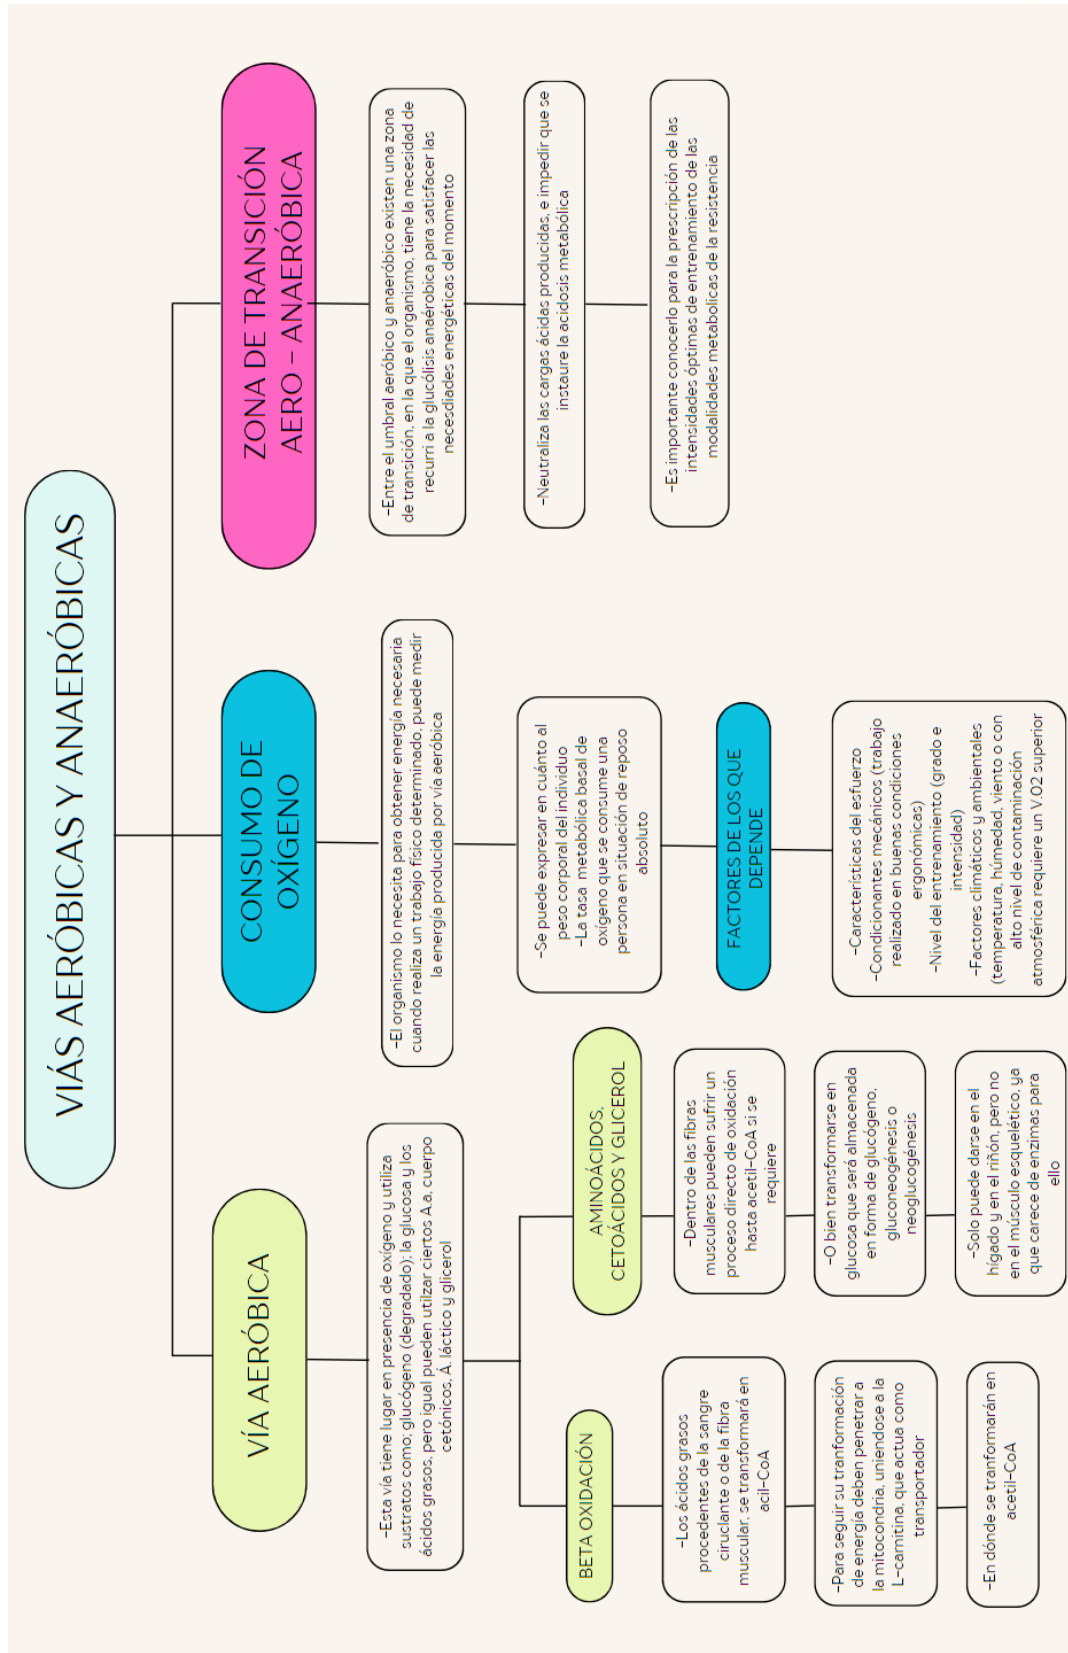 VIÁS AERÓBICAS Y ANAERÓBICAS
VÍA AERÓBICA
-Esta vía tiene lugar en presencia de oxígeno y utiliza
sustratos como; glucógeno (degradado); la glucosa y los
ácidos grasos, pero igual pueden utilzar ciertos A.a, cuerpo
cetónicos, Á. láctico y glicerol
BETA OXIDACIÓN
-Los ácidos grasos
procedentes de la sangre
ciruclante o de la fibra
muscular, se transformará en
acil-CoA
-Para seguir su tranformación
de energía deben penetrar a
la mitocondria, uniendose a la
L-carnitina, que actua como
transportador
-En dónde se tranformarán en
acetil-CoA
AMINOÁCIDOS,
CETOÁCIDOS Y GLICEROL
-Dentro de las fibras
musculares pueden sufrir un
proceso directo de oxidación
hasta acetil-CoA si se
requiere
-O bien transformarse en
glucosa que será almacenada
en forma de glucógeno,
gluconeogénesis o
neoglucogénesis
-Solo puede darse en el
hígado y en el riñón, pero no
en el músculo esquelético, ya
que carece de enzimas para
ello
CONSUMO DE
OXÍGENO
-El organismo lo necesita para obtener energía necesaria
cuando realiza un trabajo físico determinado, puede medir
la energía producida por vía aeróbica
-Se puede expresar en cuánto al
peso corporal del individuo
-La tasa metabólica basal de
oxígeno que se consume una
persona en situación de reposo
absoluto
FACTORES DE LOS QUE
DEPENDE
-Características del esfuerzo
-Condicionantes mecánicos (trabajo
realizado en buenas condiciones
ergonómicas)
-Nivel del entrenamiento (grado e
intensidad)
-Factores climáticos y ambientales
(temperatura, húmedad, viento o con
alto nivel de contaminación
atmosférica requiere un V.02 superior
ZONA DE TRANSICIÓN
AERO - ANAERÓBICA
-Entre el umbral aeróbico y anaeróbico existen una zona
de transición, en la que el organismo, tiene la necesidad de
recurri a la glucólisis anaérobica para satisfacer las
necesdiades energéticas del momento
-Neutraliza las cargas ácidas producidas, e impedir que se
instaure la acidosis metabólica
-Es importante conocerlo para la prescripción de las
intensidades óptimas de entrenamiento de las
modalidades metabolicas de la resistencia